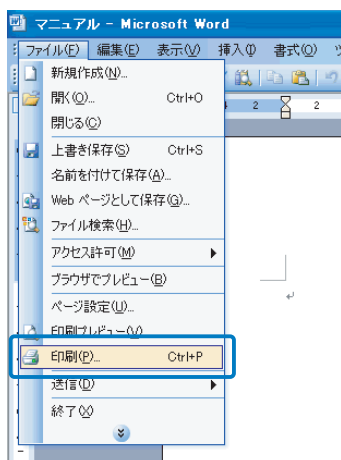 マニュアル - Microsoft Word
ファイル(F) 編集(E) 表示(V) 挿入(I) 書式(O)
新規作成(N)...
開く(O)... Ctrl+O
閉じる(C)
上書き保存(S) Ctrl+S
名前を付けて保存(A)...
Web ページとして保存(G)...
ファイル検索(H)...
アクセス許可(M)
ブラウザでプレビュー(B)
ページ設定(U)...
印刷プレビュー(V)
印刷(P)... Ctrl+P
送信(D)
終了(X)
2 2